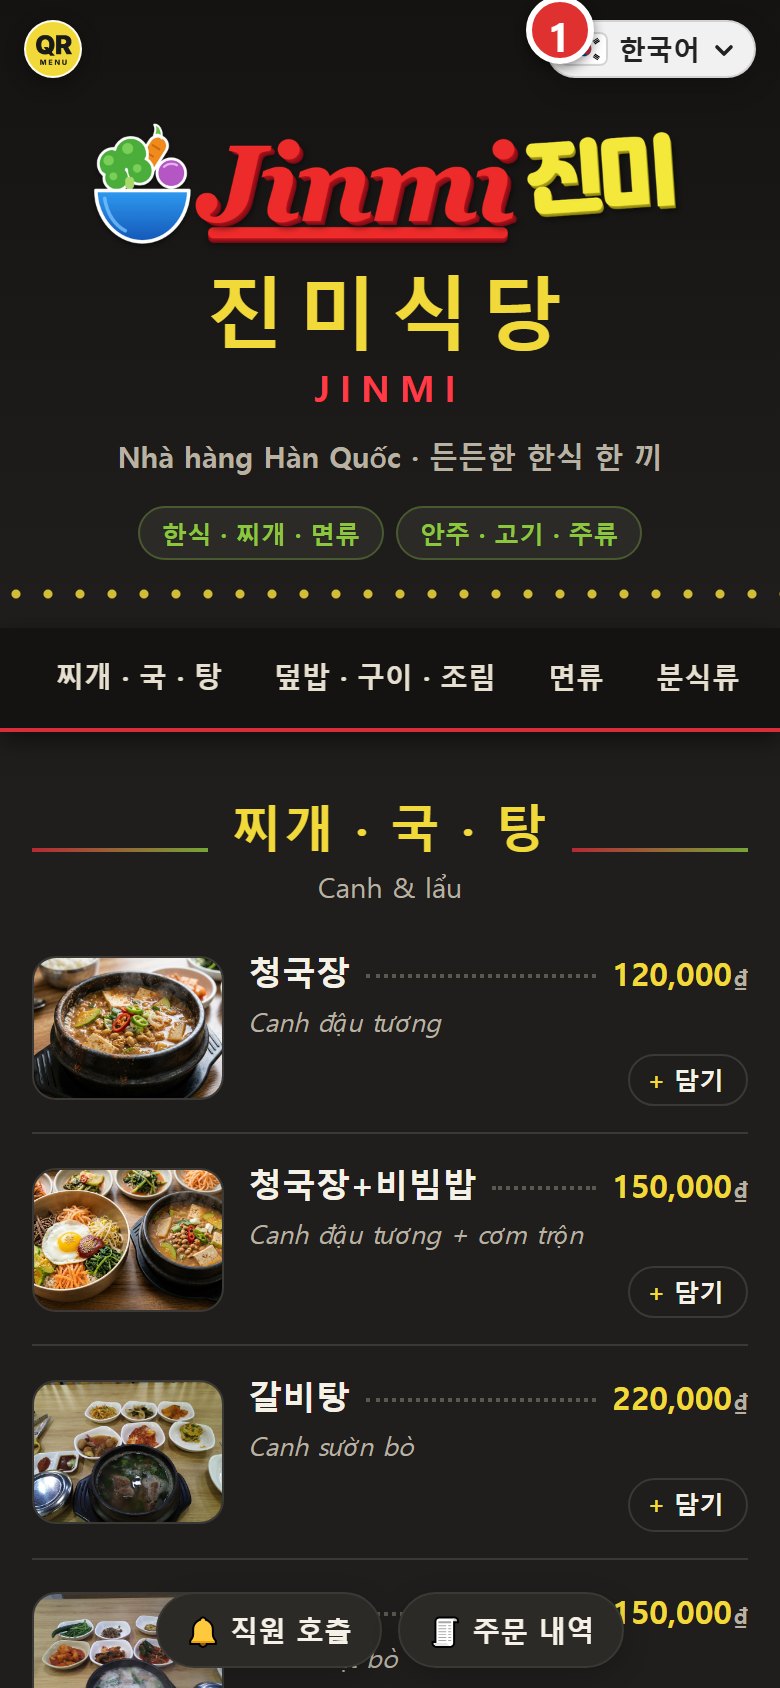 QR
MENU
1
한국어
Jinmi 진미
진미식당
JINMI
Nhà hàng Hàn Quốc · 든든한 한식 한 끼
한식 · 찌개 · 면류
안주 · 고기 · 주류
찌개 · 국 · 탕
덮밥 · 구이 · 조림
면류
분식류
찌개 · 국 · 탕
Canh & lẩu
청국장 120,000₫
Canh đậu tương
+ 담기
청국장+비빔밥 150,000₫
Canh đậu tương + cơm trộn
+ 담기
갈비탕 220,000₫
Canh sườn bò
+ 담기
150,000₫
bò
직원 호출
주문 내역